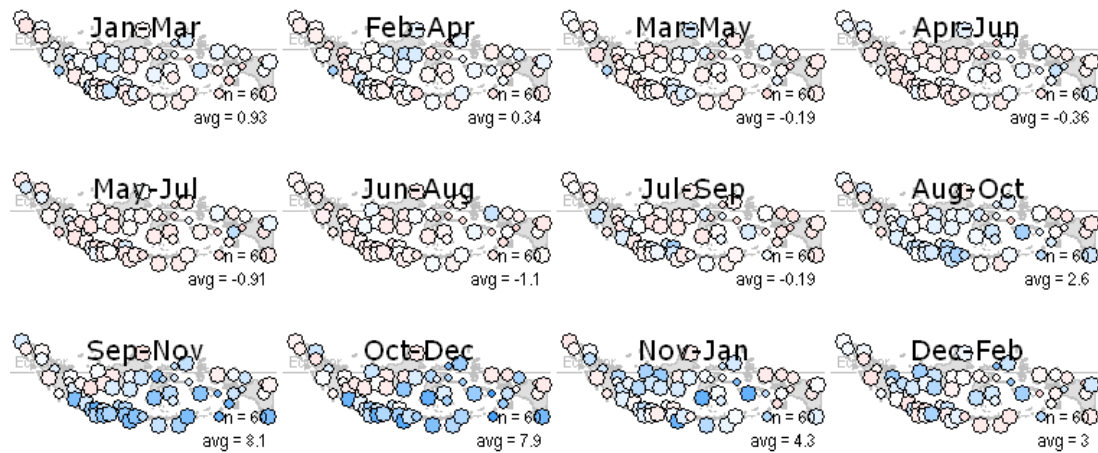 Jan-Mar
n = 60
avg = 0.93
Feb-Apr
n = 60
avg = 0.34
Mar-May
n = 60
avg = -0.19
Apr-Jun
n = 60
avg = -0.36
May-Jul
n = 60
avg = -0.91
Jun-Aug
n = 60
avg = -1.1
Jul-Sep
n = 60
avg = -0.19
Aug-Oct
n = 60
avg = 2.6
Sep-Nov
n = 60
avg = 8.1
Oct-Dec
n = 60
avg = 7.9
Nov-Jan
n = 60
avg = 4.3
Dec-Feb
n = 60
avg = 3